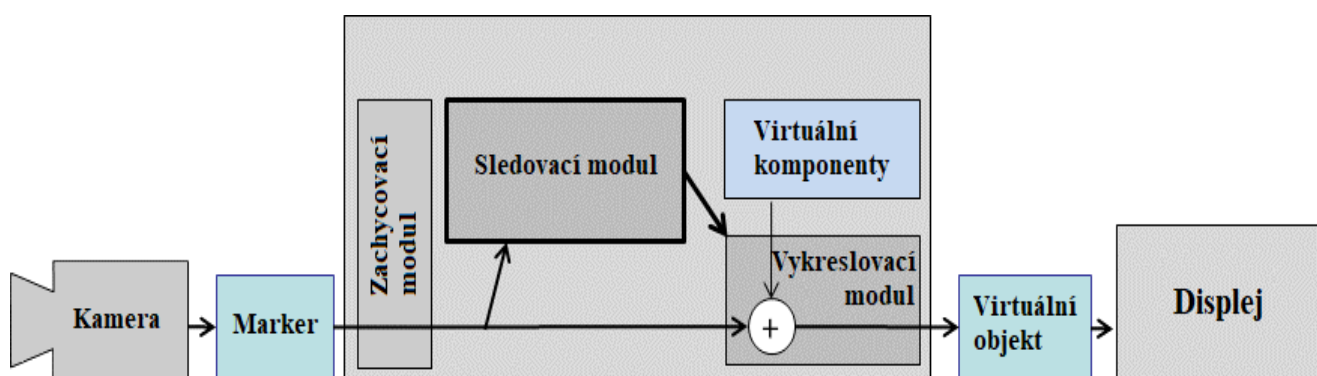 Kamera
Marker
Zachycovací
modul
Sledovací modul
Virtuální
komponenty
Vykreslovací
modul
+
Virtuální
objekt
Displej